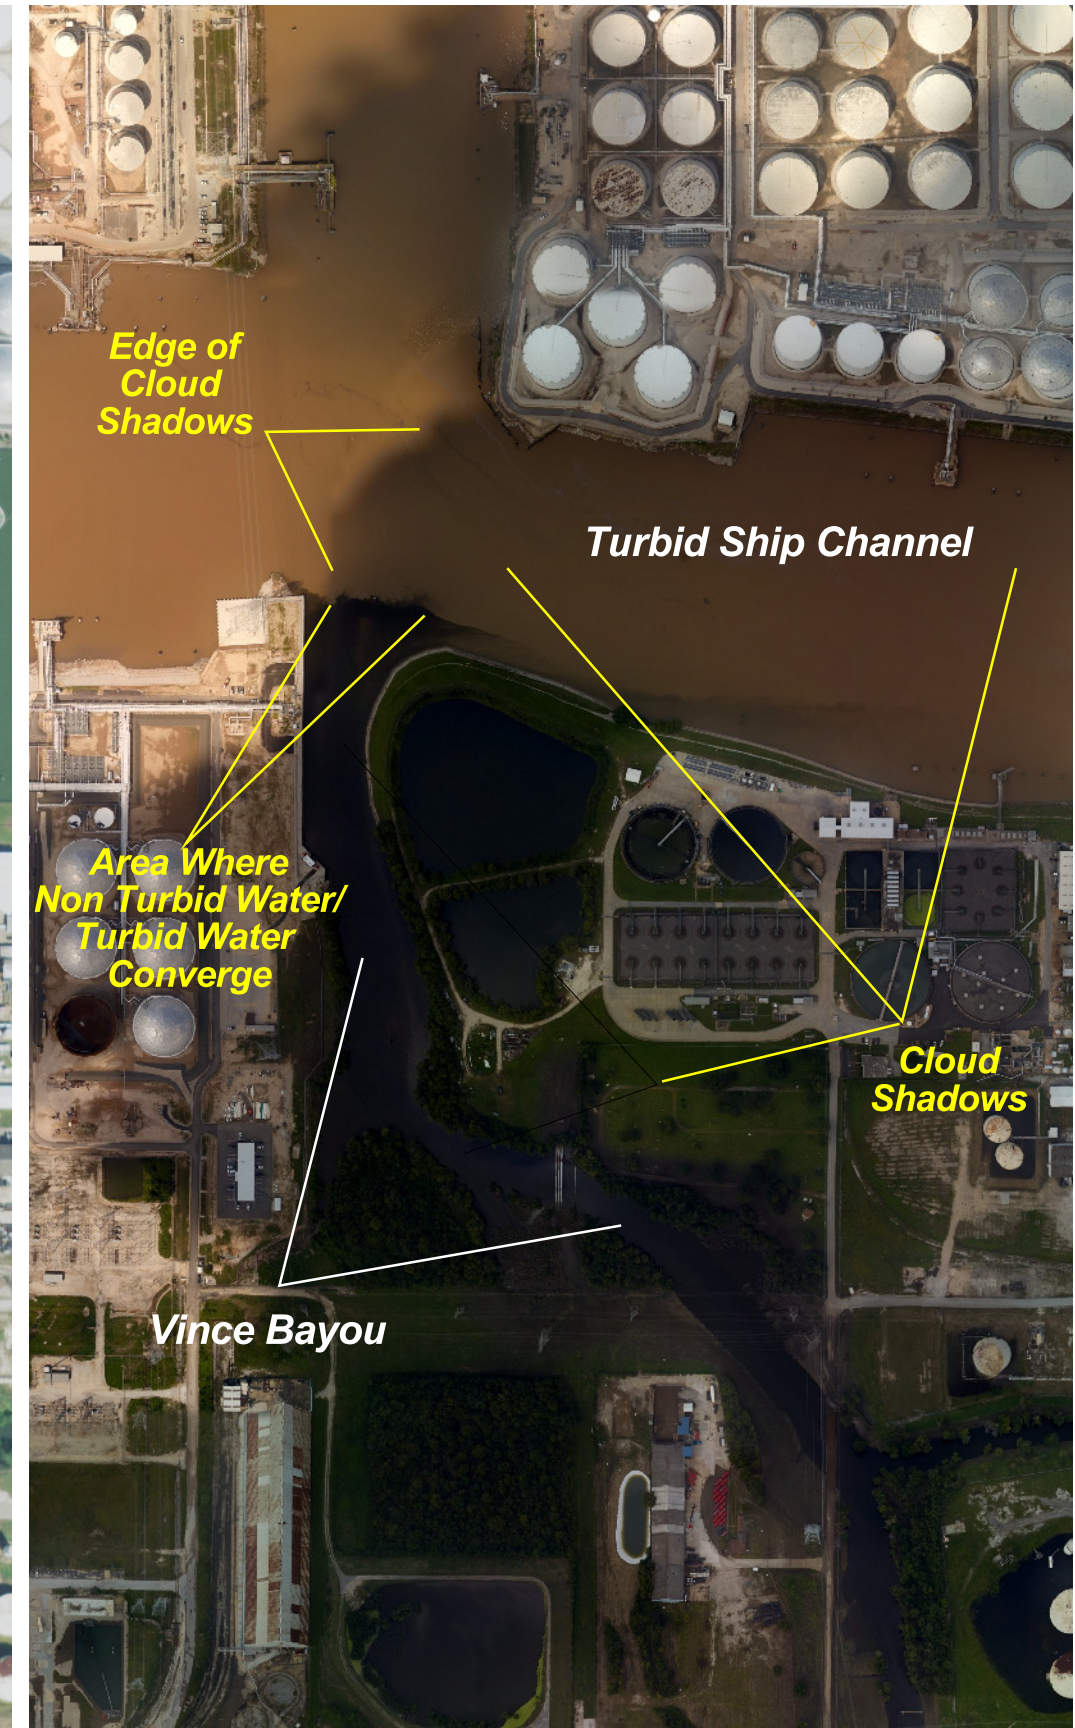 Edge of
Cloud
Shadows
Turbid Ship Channel
Area Where
Non Turbid Water/
Turbid Water
Converge
Cloud
Shadows
Vince Bayou